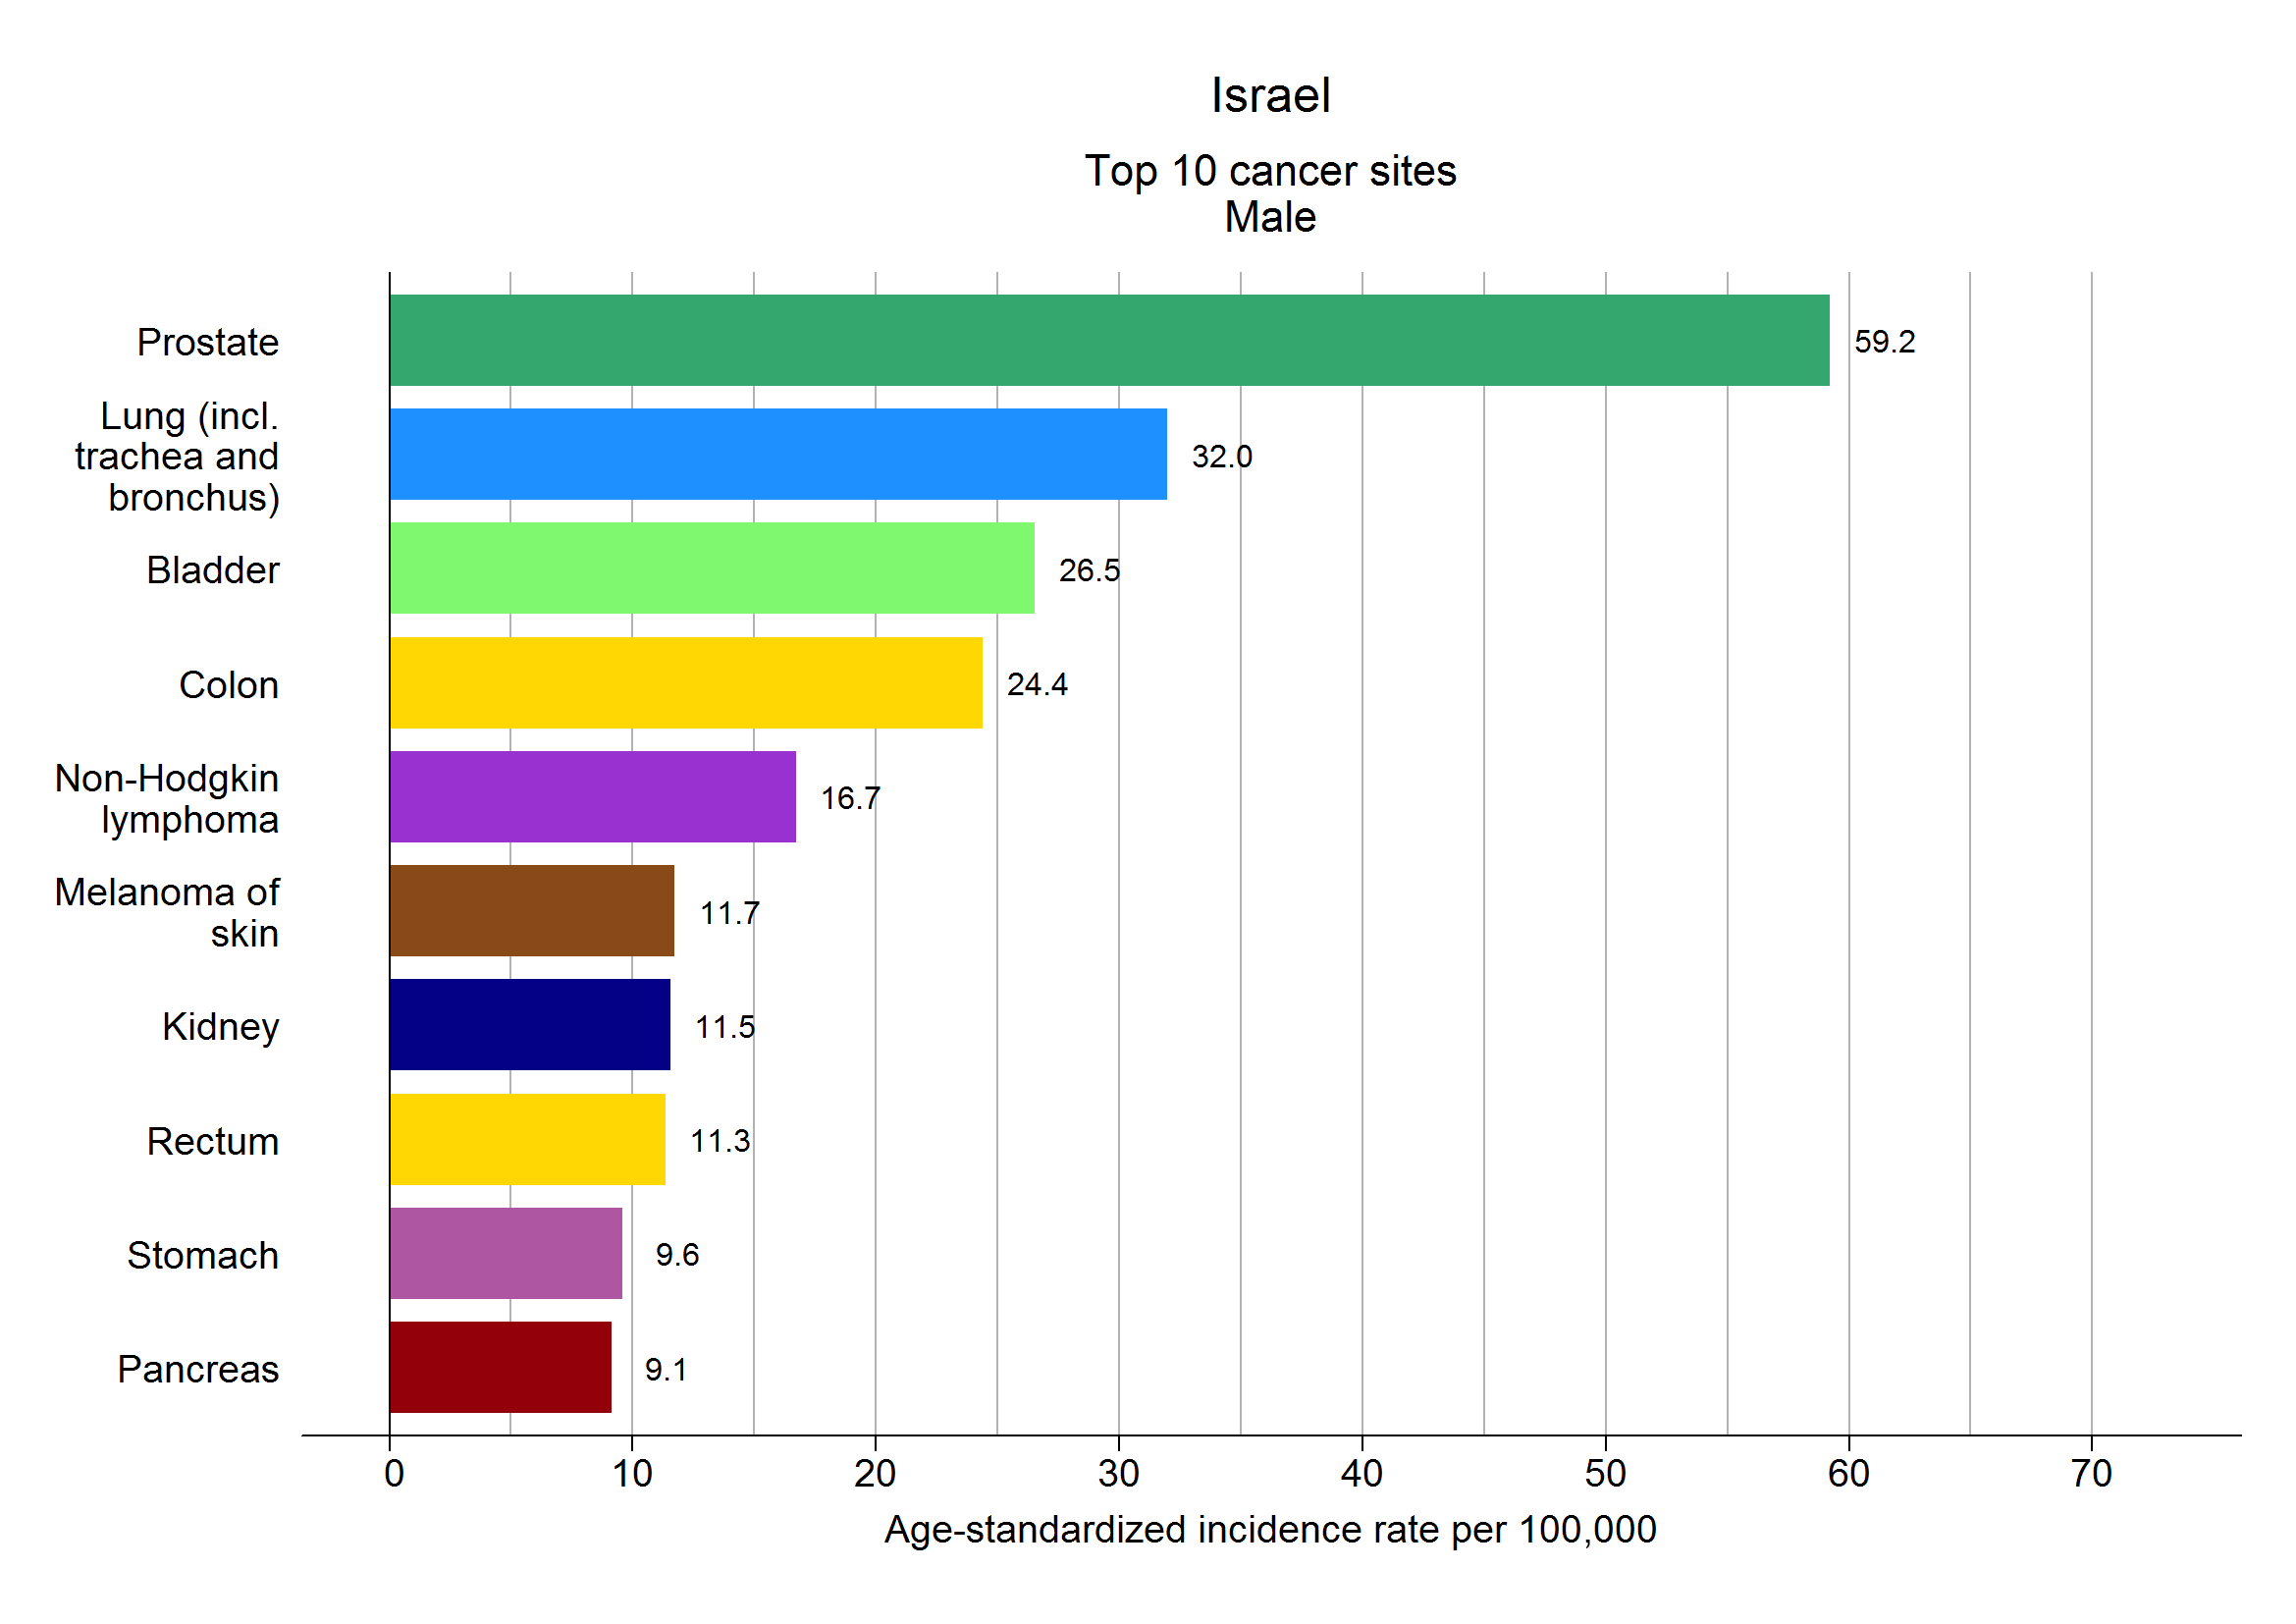 Israel
Top 10 cancer sites
Male
Prostate
59.2
Lung (incl.
trachea and
bronchus)
32.0
Bladder
26.5
Colon
24.4
Non-Hodgkin
lymphoma
16.7
Melanoma of
skin
11.7
Kidney
11.5
Rectum
11.3
Stomach
9.6
Pancreas
9.1
0 10 20 30 40 50 60 70
Age-standardized incidence rate per 100,000